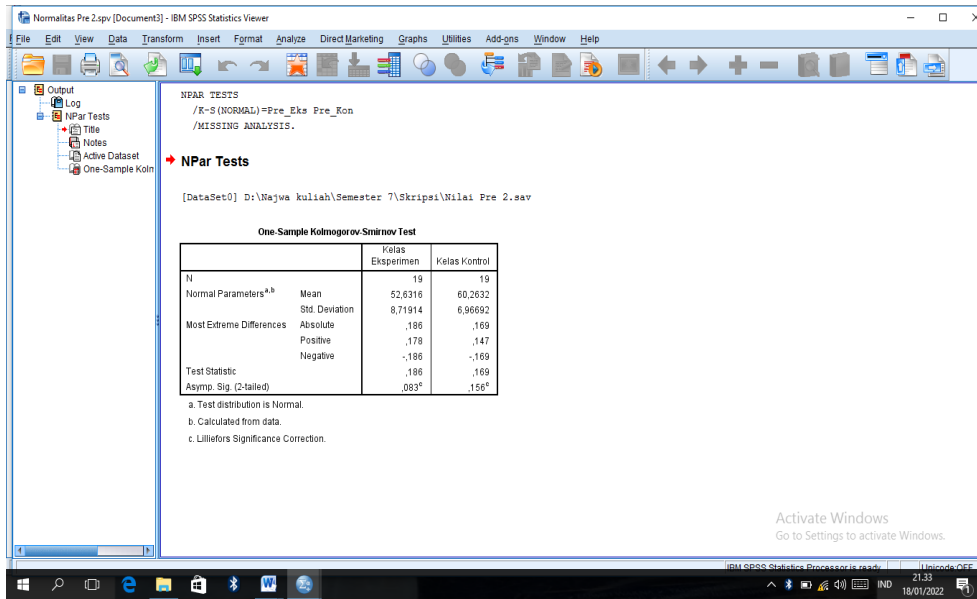 Normalitas Pre 2.spv [Document3] - IBM SPSS Statistics Viewer
File Edit View Data Transform Insert Format Analyze Direct Marketing Graphs Utilities Add-ons Window Help
Output
Log
NPar Tests
Title
Notes
Active Dataset
One-Sample Kolm
NPAR TESTS
/K-S(NORMAL)=Pre_Eks Pre_Kon
/MISSING ANALYSIS.
NPar Tests
[DataSet0] D:\Najwa kuliah\Semester 7\Skripsi\Nilai Pre 2.sav
One-Sample Kolmogorov-Smirnov Test
Kelas Eksperimen Kelas Kontrol
N 19 19
Normal Parameters a,b Mean 52,6316 60,2632
Std. Deviation 8,71914 6,96692
Most Extreme Differences Absolute ,186 ,169
Positive ,178 ,147
Negative -,186 -,169
Test Statistic ,186 ,169
Asymp. Sig. (2-tailed) ,083c ,156c
a. Test distribution is Normal.
b. Calculated from data.
c. Lilliefors Significance Correction.
Activate Windows
Go to Settings to activate Windows.
IBM SPSS Statistics Processor is ready Unicode:OFF
IND
21.33
18/01/2022